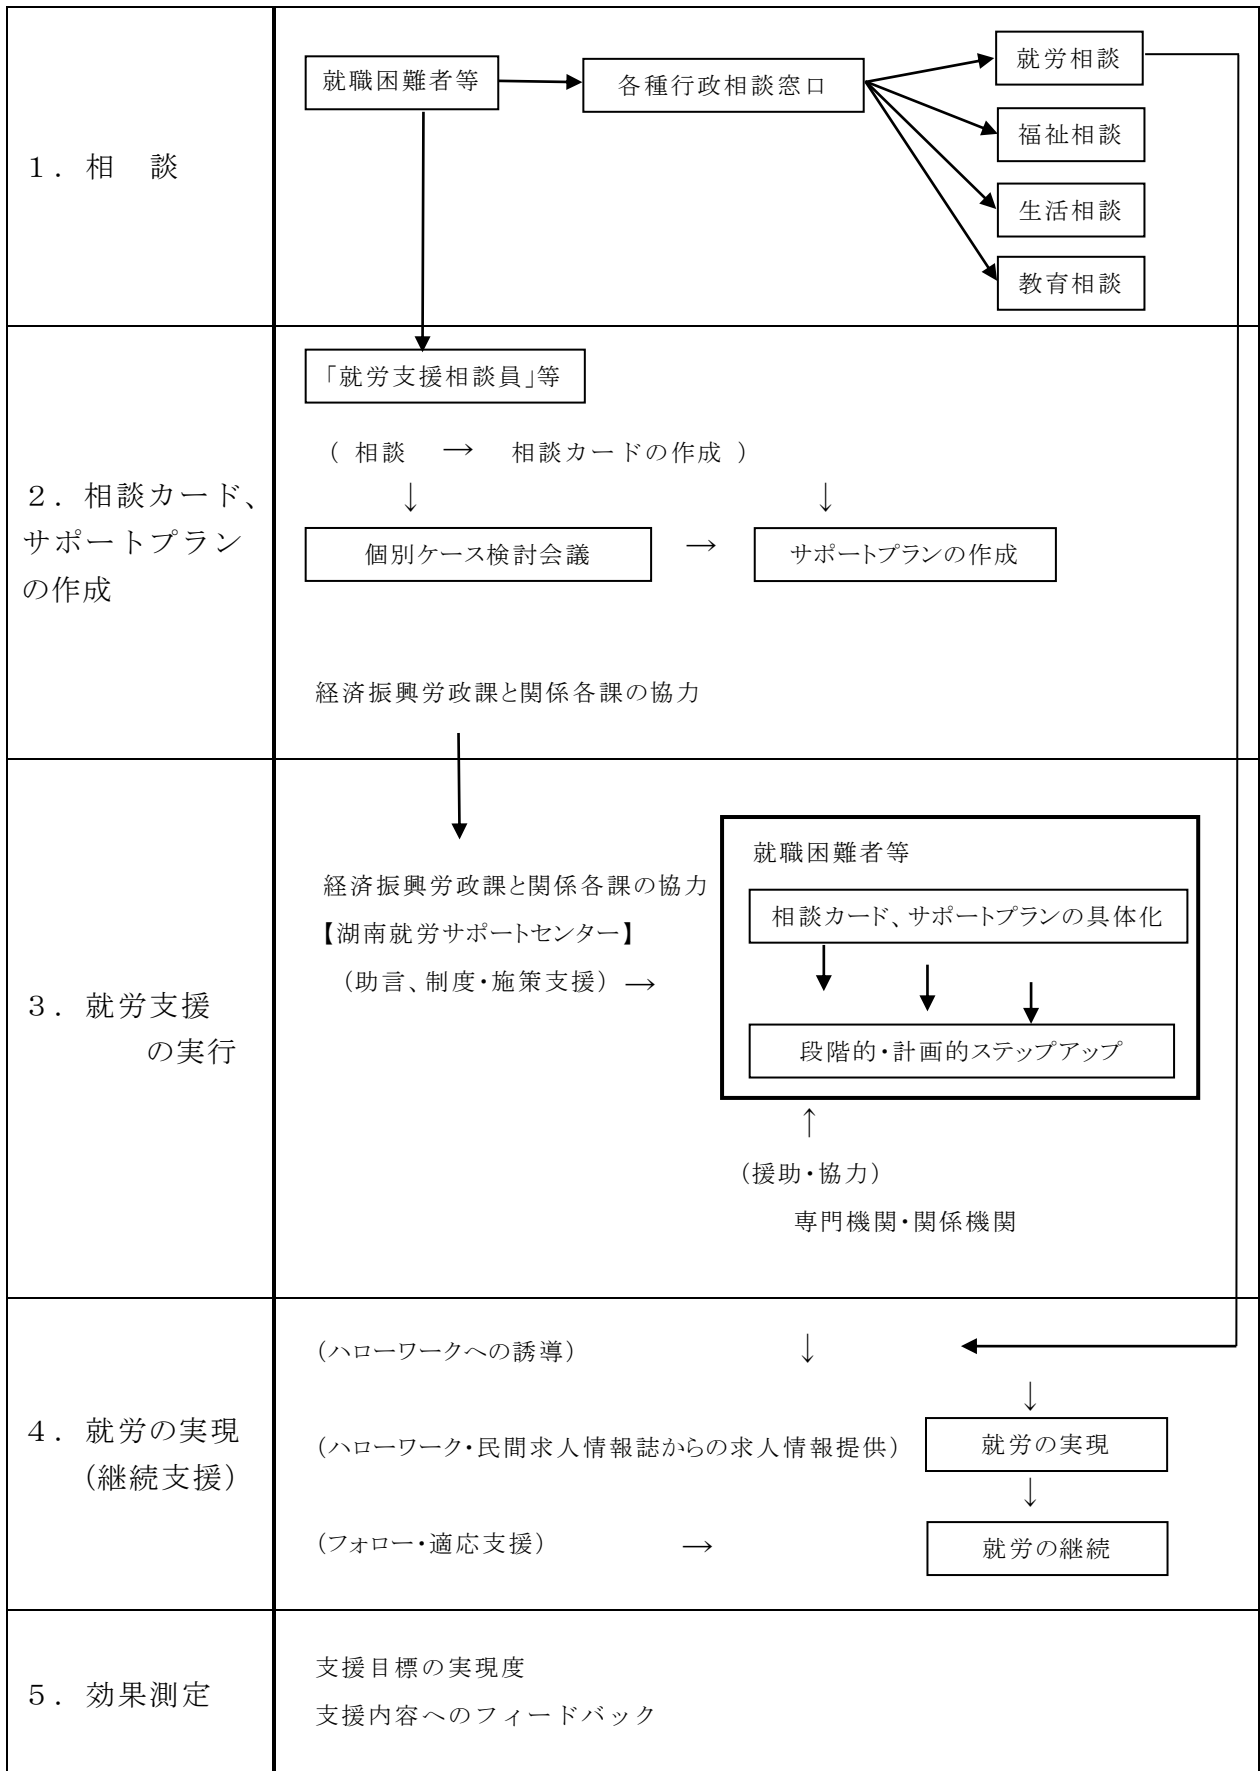 １．相　談
就職困難者等
各種行政相談窓口
就労相談
福祉相談
生活相談
教育相談
２．相談カード、
サポートプラン
の作成
「就労支援相談員」等
（ 相談　→　相談カードの作成 ）
↓　↓
個別ケース検討会議　→　サポートプランの作成
経済振興労政課と関係各課の協力
３．就労支援
の実行
経済振興労政課と関係各課の協力
【湖南就労サポートセンター】
（助言、制度・施策支援）→
就職困難者等
相談カード、サポートプランの具体化
段階的・計画的ステップアップ
↑
（援助・協力）
専門機関・関係機関
４．就労の実現
（継続支援）
（ハローワークへの誘導）　↓
↓
（ハローワーク・民間求人情報誌からの求人情報提供）　就労の実現
↓
（フォロー・適応支援）　→　就労の継続
５．効果測定
支援目標の実現度
支援内容へのフィードバック